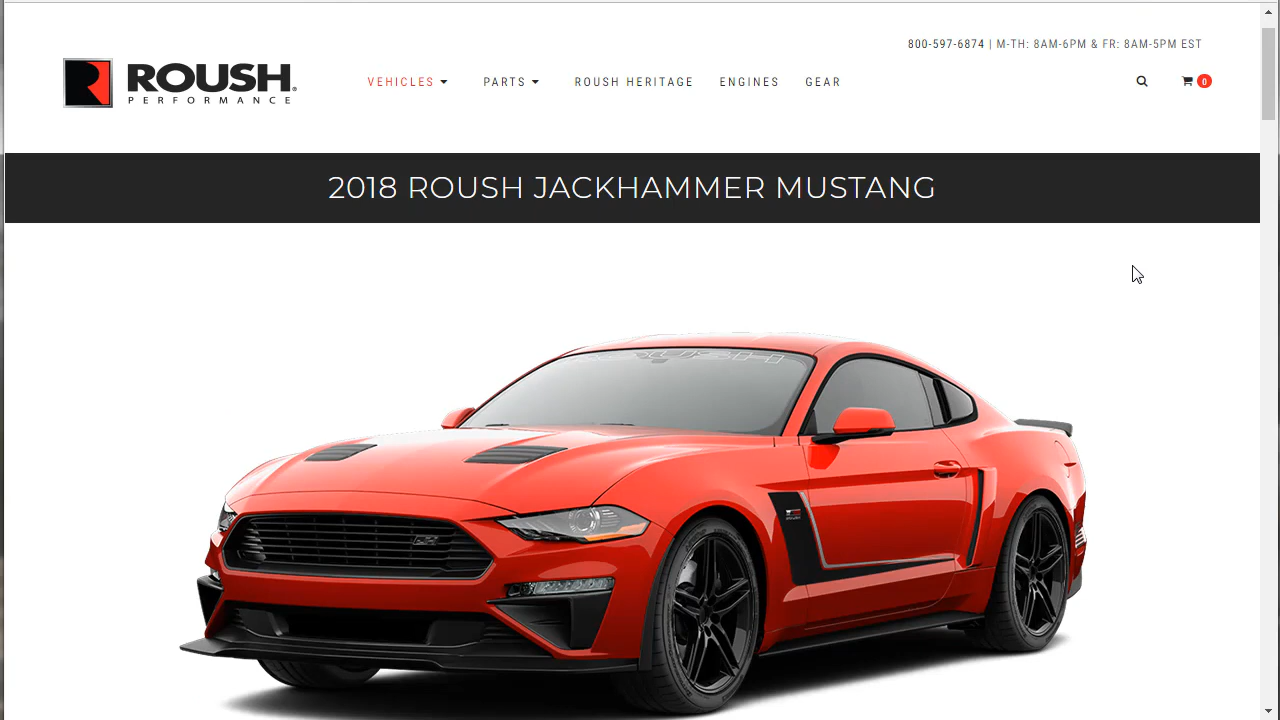 800-597-6874 | M-TH: 8AM-6PM & FR: 8AM-5PM EST
ROUSH®
PERFORMANCE
VEHICLES PARTS ROUSH HERITAGE ENGINES GEAR
0
2018 ROUSH JACKHAMMER MUSTANG